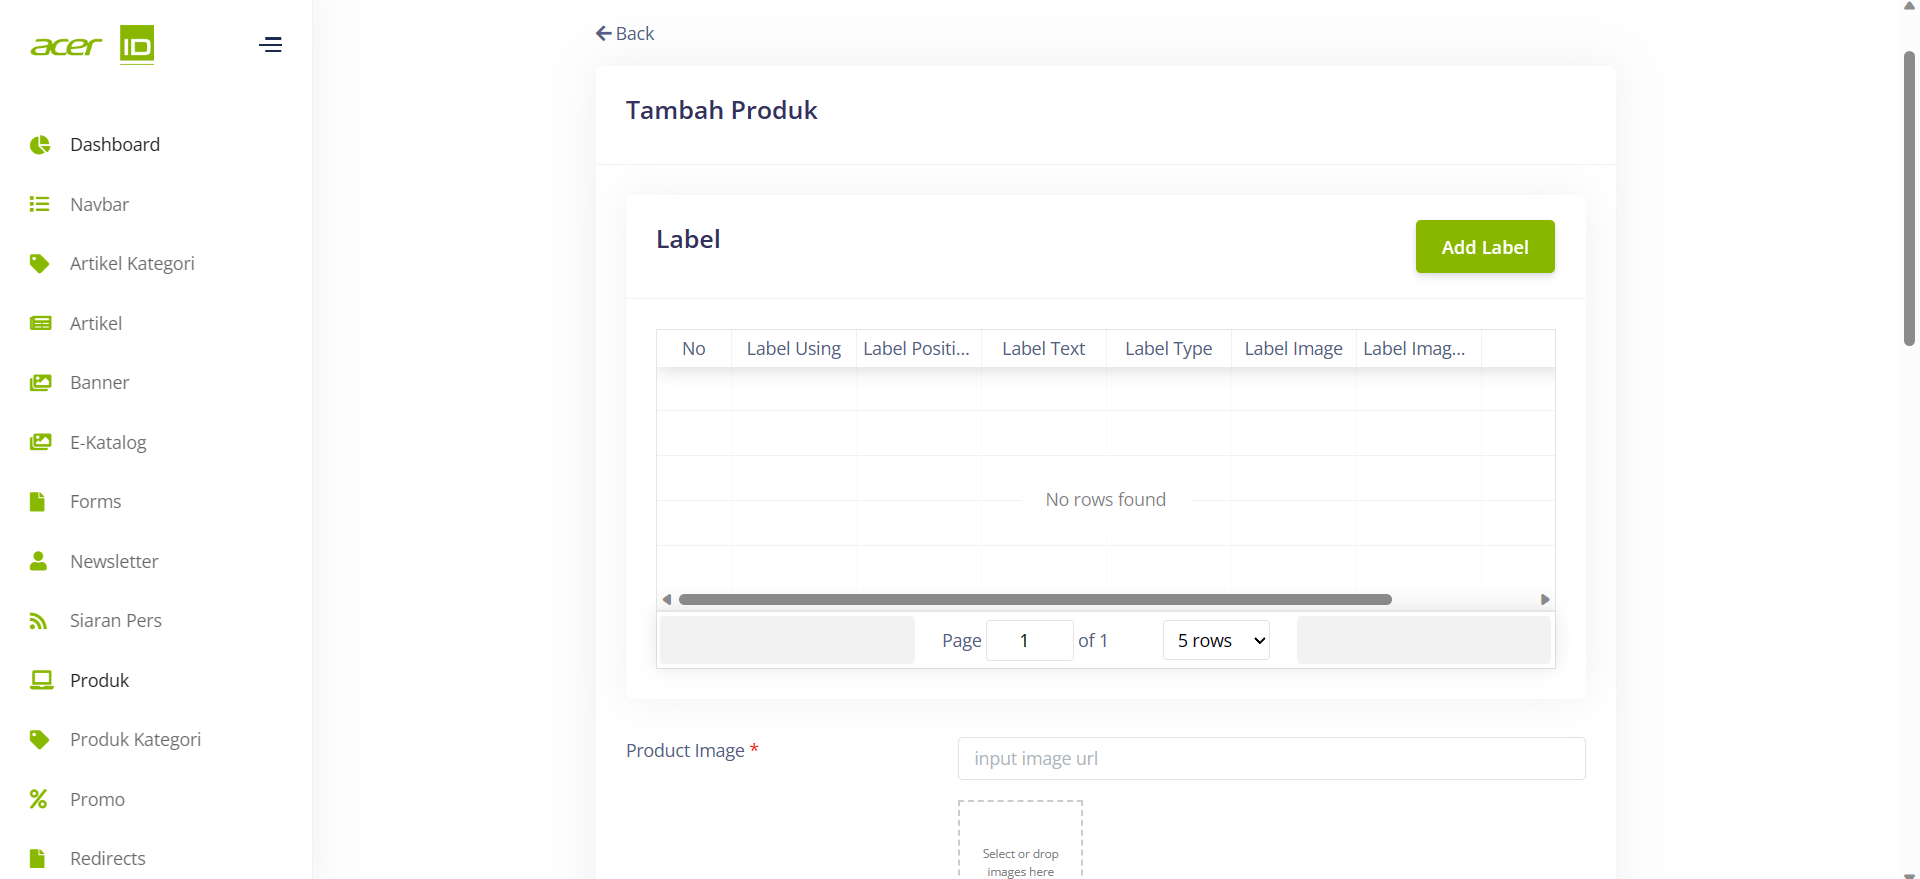 acer ID
Dashboard
Navbar
Artikel Kategori
Artikel
Banner
E-Katalog
Forms
Newsletter
Siaran Pers
Produk
Produk Kategori
Promo
Redirects
Back
Tambah Produk
Label
Add Label
No Label Using Label Positi... Label Text Label Type Label Image Label Imag...
No rows found
Page 1 of 1 5 rows
Product Image *
input image url
Select or drop
images here